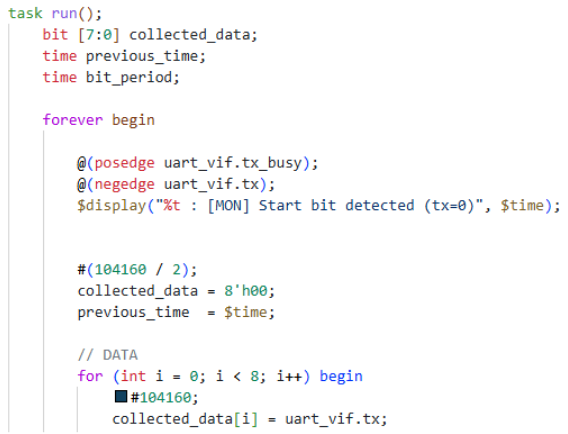 task run();
bit [7:0] collected_data;
time previous_time;
time bit_period;
forever begin
@(posedge uart_vif.tx_busy);
@(negedge uart_vif.tx);
$display("%t : [MON] Start bit detected (tx=0)", $time);
#(104160 / 2);
collected_data = 8'h00;
previous_time  = $time;
// DATA
for (int i = 0; i < 8; i++) begin
#104160;
collected_data[i] = uart_vif.tx;